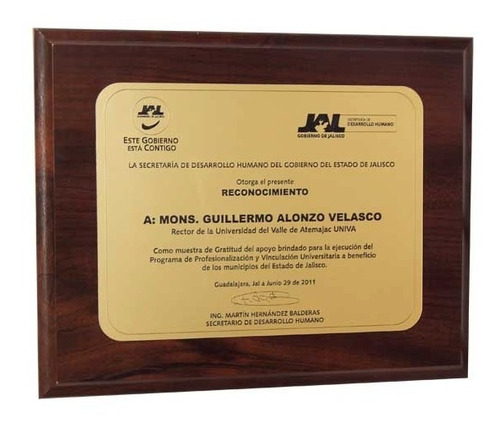 JAL
GOBIERNO DE JALISCO
ESTE GOBIERNO
ESTÁ CONTIGO
JAL
GOBIERNO DE JALISCO
SECRETARÍA DE
DESARROLLO HUMANO
LA SECRETARÍA DE DESARROLLO HUMANO DEL GOBIERNO DEL ESTADO DE JALISCO
Otorga el presente
RECONOCIMIENTO
A: MONS. GUILLERMO ALONZO VELASCO
Rector de la Universidad del Valle de Atemajac UNIVA
Como muestra de Gratitud del apoyo brindado para la ejecución del
Programa de Profesionalización y Vinculación Universitaria a beneficio
de los municipios del Estado de Jalisco.
Guadalajara, Jal a Junio 29 de 2011
ING. MARTÍN HERNÁNDEZ BALDERAS
SECRETARIO DE DESARROLLO HUMANO